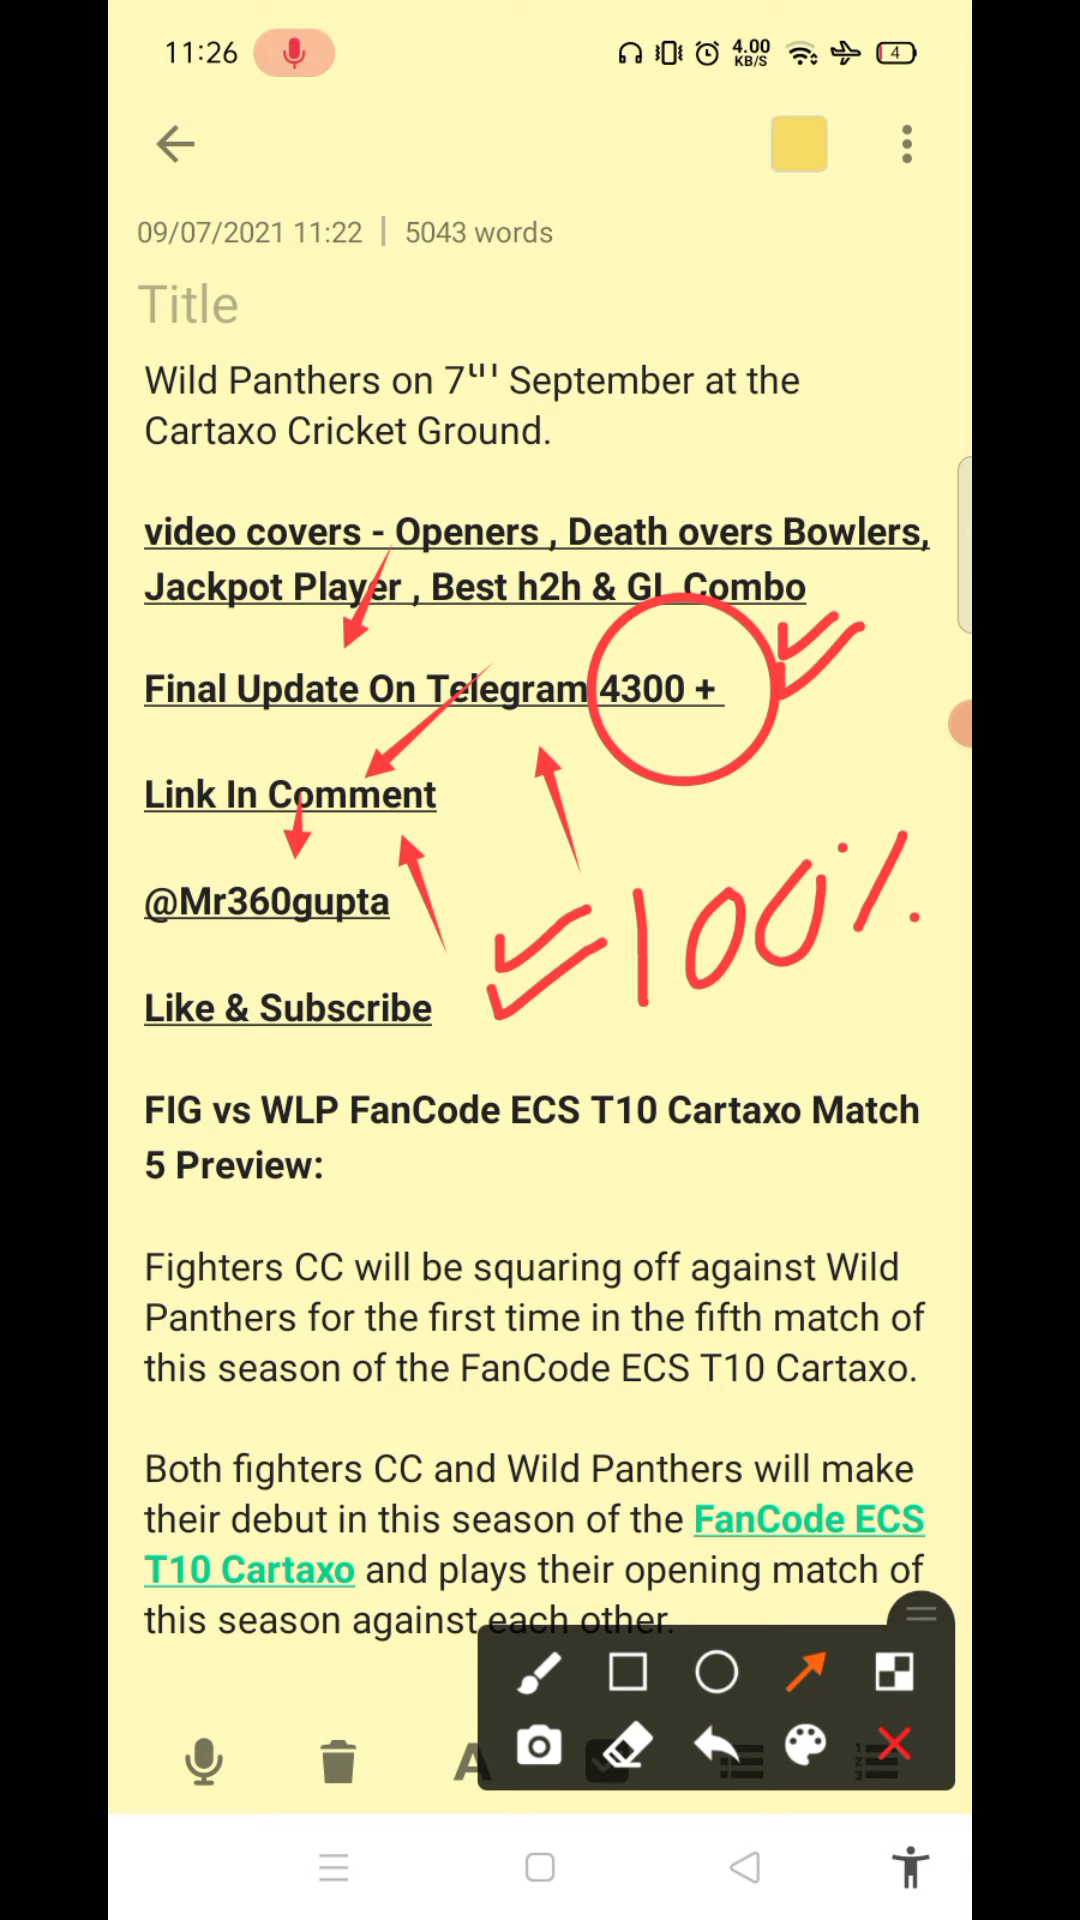 11:26
4.00
KB/S
4
09/07/2021 11:22 | 5043 words
Title
Wild Panthers on 7ᵗʰ September at the
Cartaxo Cricket Ground.
video covers - Openers , Death overs Bowlers,
Jackpot Player , Best h2h & GL Combo
Final Update On Telegram 4300 +
Link In Comment
@Mr360gupta
100%.
Like & Subscribe
FIG vs WLP FanCode ECS T10 Cartaxo Match
5 Preview:
Fighters CC will be squaring off against Wild
Panthers for the first time in the fifth match of
this season of the FanCode ECS T10 Cartaxo.
Both fighters CC and Wild Panthers will make
their debut in this season of the FanCode ECS
T10 Cartaxo and plays their opening match of
this season against each other.
A